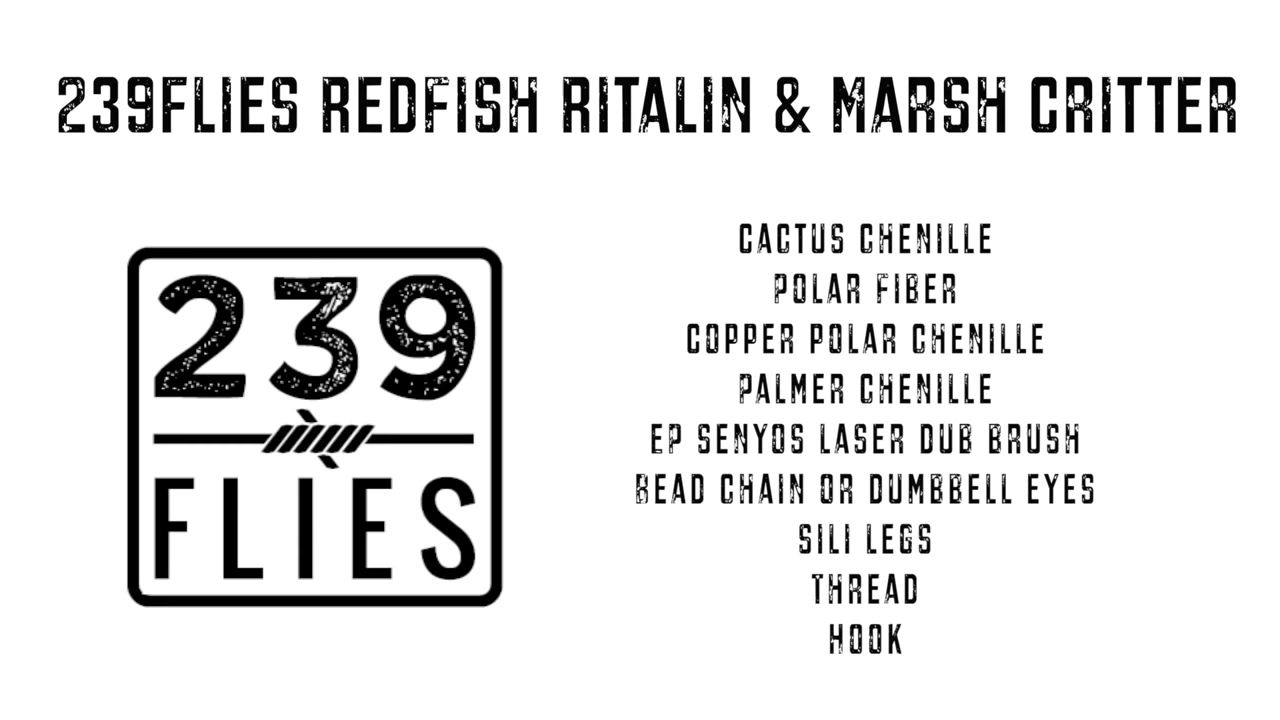 239FLIES REDFISH RITALIN & MARSH CRITTER
239
FLIES
CACTUS CHENILLE
POLAR FIBER
COPPER POLAR CHENILLE
PALMER CHENILLE
EP SENYOS LASER DUB BRUSH
BEAD CHAIN OR DUMBBELL EYES
SILI LEGS
THREAD
HOOK